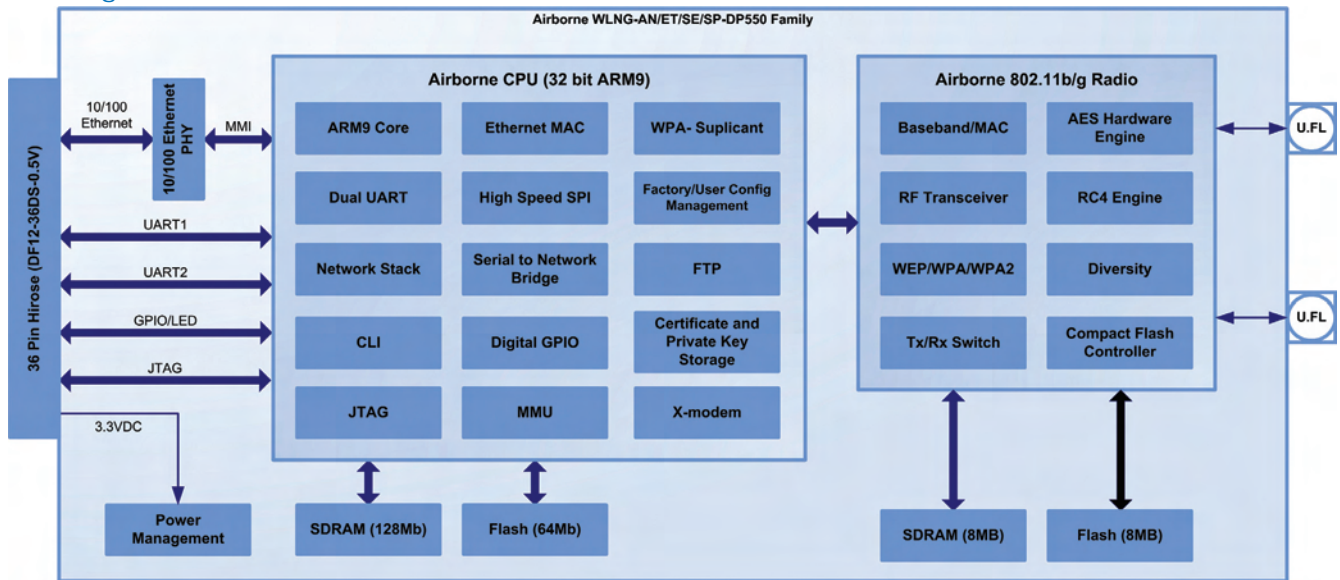 Airborne WLNG-AN/ET/SE/SP-DP550 Family
36 Pin Hirose (DF12-36DS-0.5V)
10/100
Ethernet
10/100 Ethernet
PHY
MMI
UART1
UART2
GPIO/LED
JTAG
3.3VDC
Power
Management
Airborne CPU (32 bit ARM9)
ARM9 Core
Ethernet MAC
WPA- Suplicant
Dual UART
High Speed SPI
Factory/User Config
Management
Network Stack
Serial to Network
Bridge
FTP
CLI
Digital GPIO
Certificate and
Private Key
Storage
JTAG
MMU
X-modem
SDRAM (128Mb)
Flash (64Mb)
Airborne 802.11b/g Radio
Baseband/MAC
AES Hardware
Engine
RF Transceiver
RC4 Engine
WEP/WPA/WPA2
Diversity
Tx/Rx Switch
Compact Flash
Controller
SDRAM (8MB)
Flash (8MB)
U.FL
U.FL